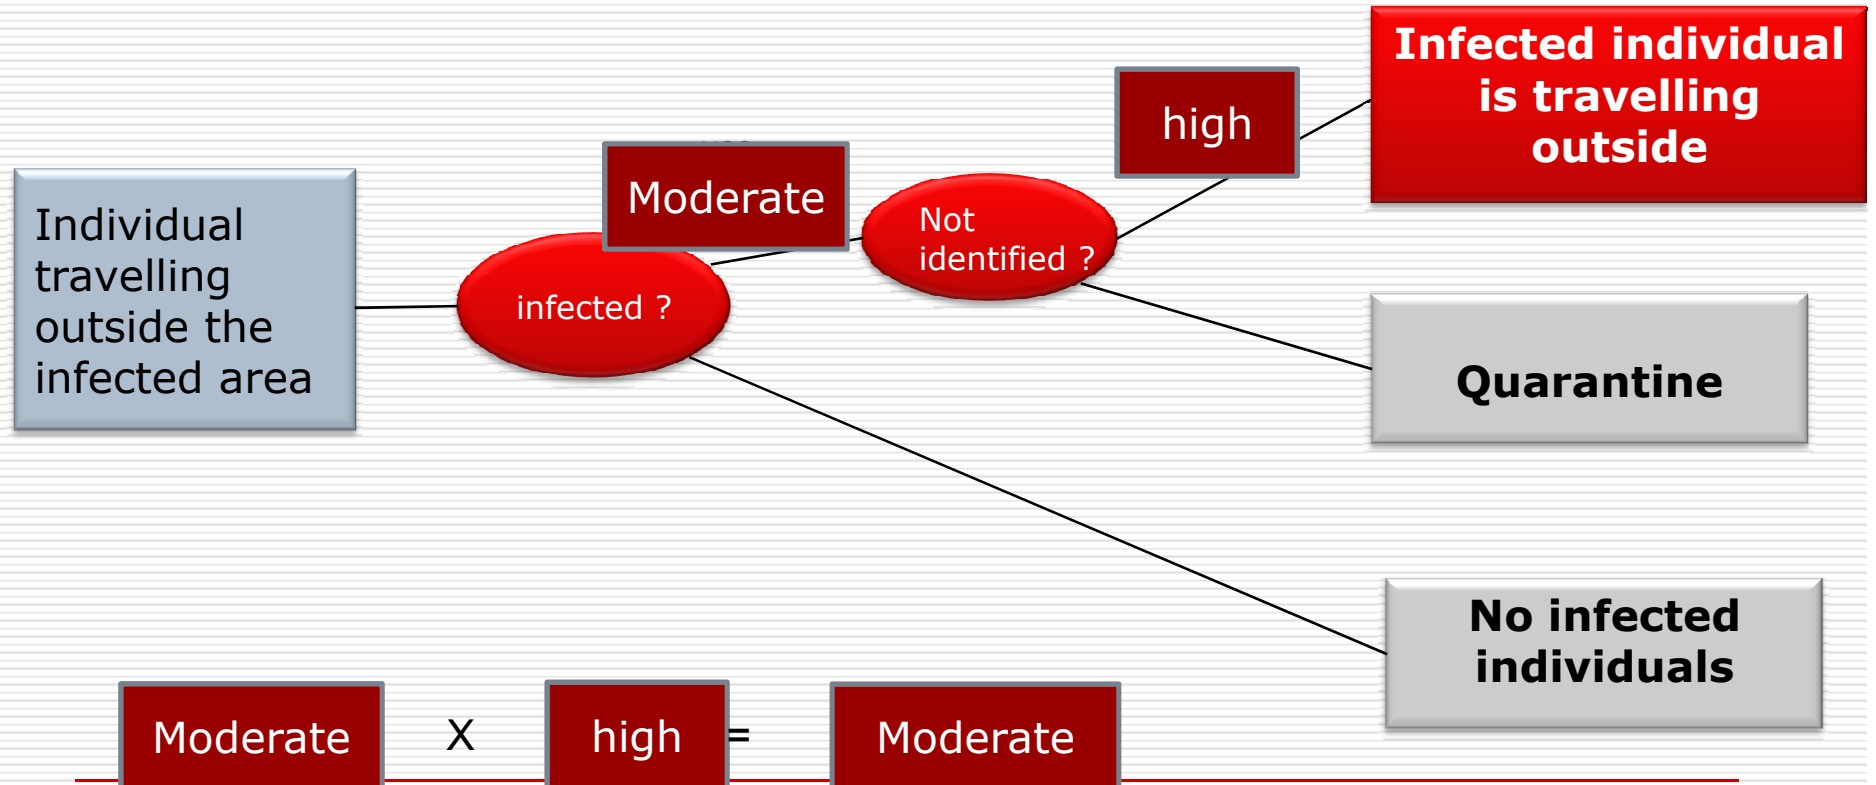 Infected individual
is travelling
outside
high
Moderate
Not
identified ?
Individual
travelling
outside the
infected area
infected ?
Quarantine
No infected
individuals
Moderate X high = Moderate